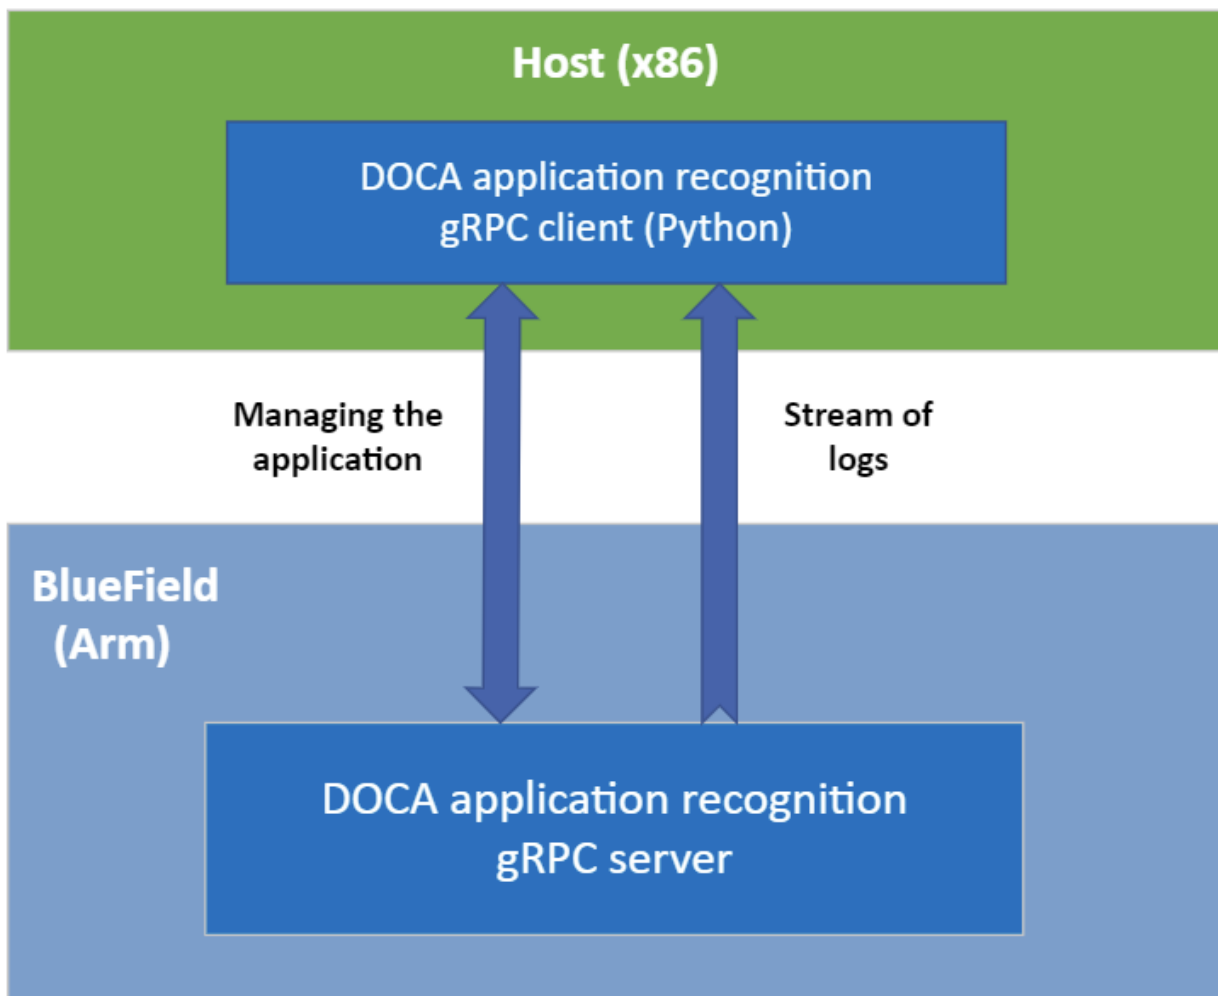 Host (x86)
DOCA application recognition
gRPC client (Python)
Managing the
application
Stream of
logs
BlueField
(Arm)
DOCA application recognition
gRPC server